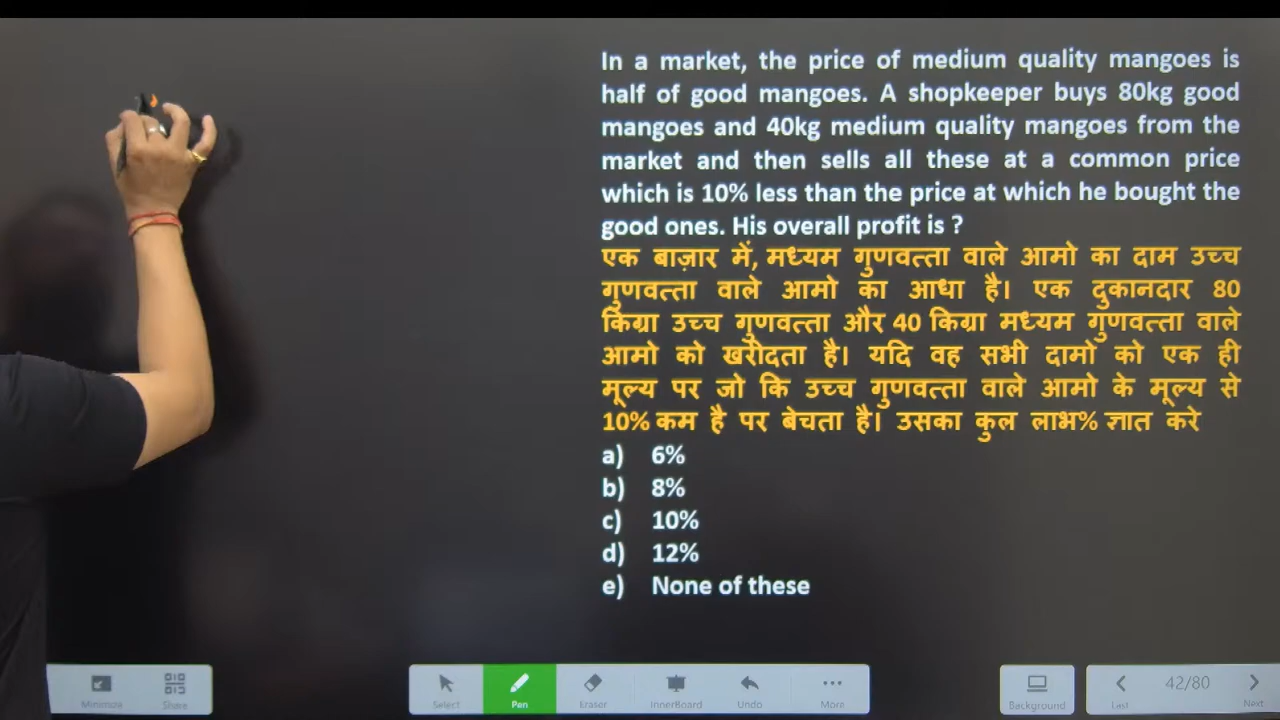 In a market, the price of medium quality mangoes is
half of good mangoes. A shopkeeper buys 80kg good
mangoes and 40kg medium quality mangoes from the
market and then sells all these at a common price
which is 10% less than the price at which he bought the
good ones. His overall profit is ?
एक बाज़ार में, मध्यम गुणवत्ता वाले आमो का दाम उच्च
गुणवत्ता वाले आमो का आधा है। एक दुकानदार 80
किग्रा उच्च गुणवत्ता और 40 किग्रा मध्यम गुणवत्ता वाले
आमो को खरीदता है। यदि वह सभी दामो को एक ही
मूल्य पर जो कि उच्च गुणवत्ता वाले आमो के मूल्य से
10% कम है पर बेचता है। उसका कुल लाभ% ज्ञात करे
a) 6%
b) 8%
c) 10%
d) 12%
e) None of these
Minimize Share Select Pen Eraser InnerBoard Undo More Background Last 42/80 Next